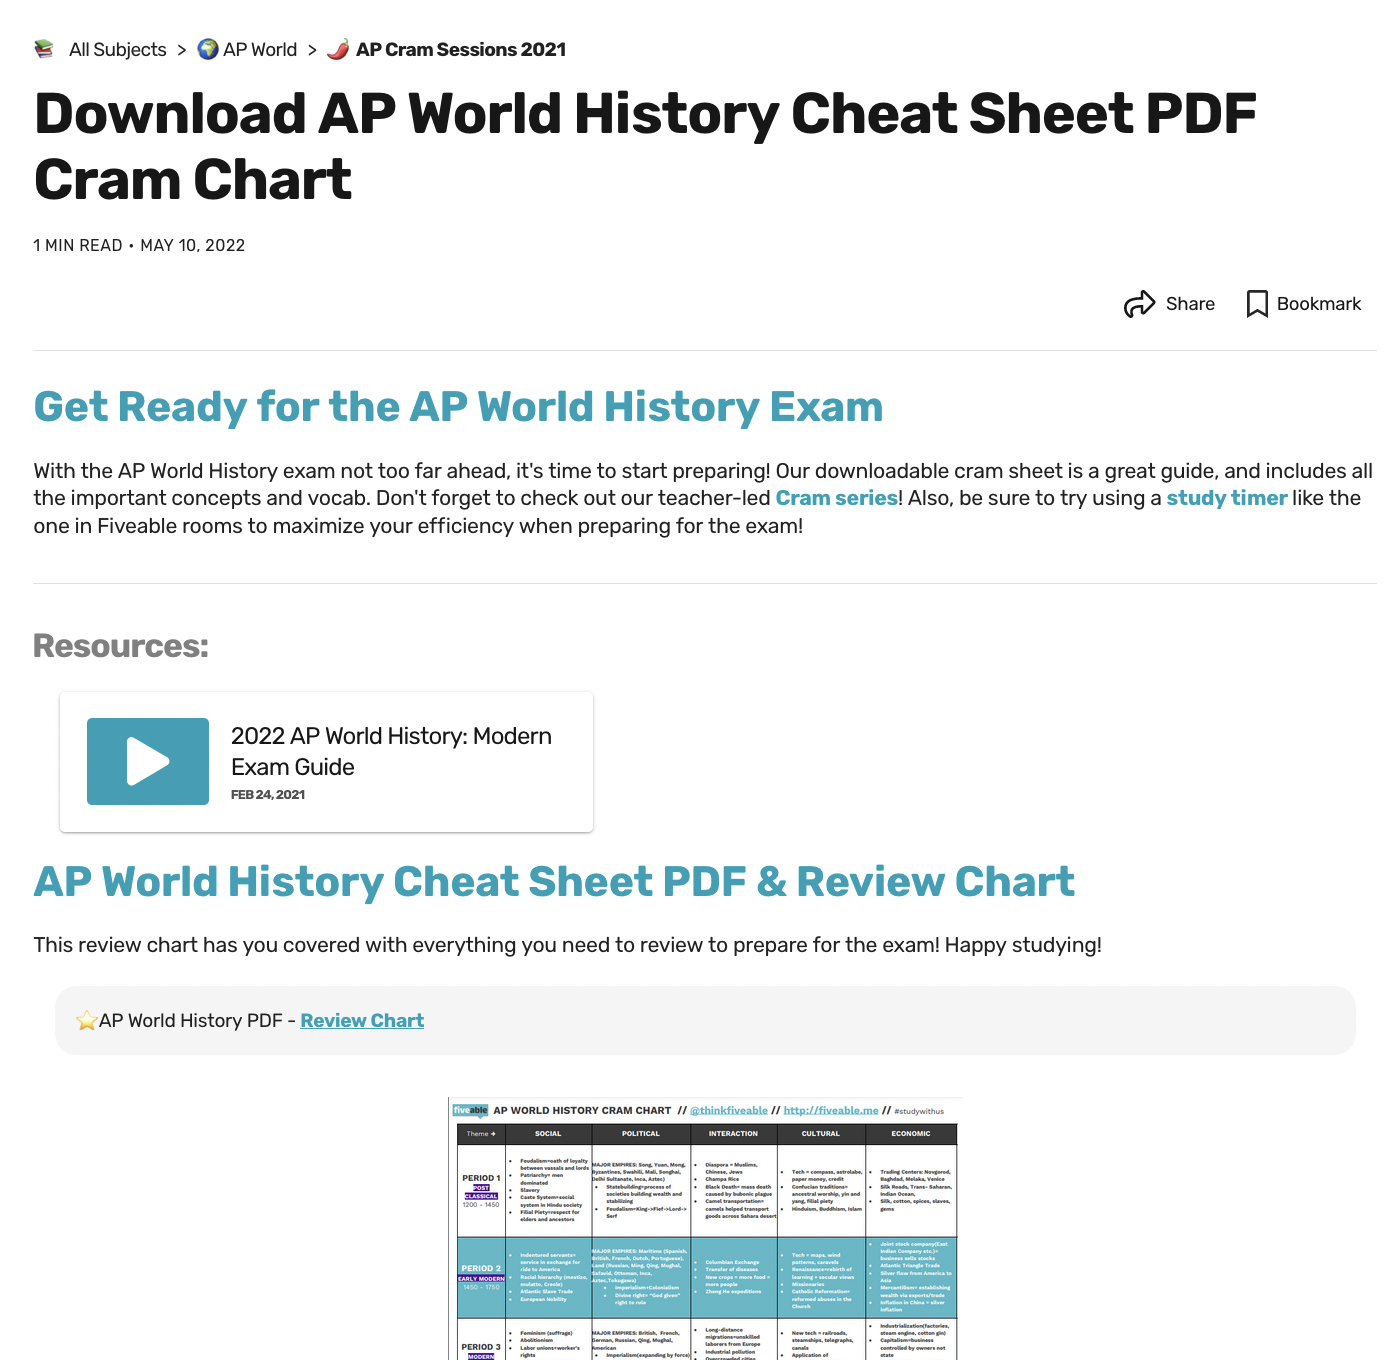 All Subjects > AP World > AP Cram Sessions 2021
Download AP World History Cheat Sheet PDF
Cram Chart
1 MIN READ • MAY 10, 2022
Share Bookmark
Get Ready for the AP World History Exam
With the AP World History exam not too far ahead, it's time to start preparing! Our downloadable cram sheet is a great guide, and includes all
the important concepts and vocab. Don't forget to check out our teacher-led Cram series! Also, be sure to try using a study timer like the
one in Fiveable rooms to maximize your efficiency when preparing for the exam!
Resources:
2022 AP World History: Modern
Exam Guide
FEB 24, 2021
AP World History Cheat Sheet PDF & Review Chart
This review chart has you covered with everything you need to review to prepare for the exam! Happy studying!
AP World History PDF - Review Chart
fiveable AP WORLD HISTORY CRAM CHART // @thinkfiveable // http://fiveable.me // #studywithus
Theme → SOCIAL POLITICAL INTERACTION CULTURAL ECONOMIC
PERIOD 1
POST
CLASSICAL
1200 - 1450
• Feudalism=oath of loyalty
between vassals and lords
• Patriarchy= men
dominated
• Slavery
• Caste System=social
system in Hindu society
• Filial Piety=respect for
elders and ancestors
MAJOR EMPIRES: Song, Yuan, Mong,
Byzantines, Swahili, Mali, Songhai,
Delhi Sultanate, Inca, Aztec)
• Statebuilding=process of
societies building wealth and
stabilizing
• Feudalism=King->Fief->Lord->
Serf
• Diaspora = Muslims,
Chinese, Jews
• Champa Rice
• Black Death= mass death
caused by bubonic plague
• Camel transportation=
camels helped transport
goods across Sahara desert
• Tech = compass, astrolabe,
paper money, credit
• Confucian traditions=
ancestral worship, yin and
yang, filial piety
• Hinduism, Buddhism, Islam
• Trading Centers: Novgorod,
Baghdad, Melaka, Venice
• Silk Roads, Trans- Saharan,
Indian Ocean,
• Silk, cotton, spices, slaves,
gems
PERIOD 2
EARLY MODERN
1450 - 1750
• Indentured servants=
service in exchange for
ride to America
• Racial hierarchy (mestizo,
mulatto, Creole)
• Atlantic Slave Trade
• European Nobility
MAJOR EMPIRES: Maritime (Spanish,
British, French, Dutch, Portuguese),
Land (Russian, Ming, Qing, Mughal,
Safavid, Ottoman, Inca,
Aztec,Tokugawa)
• Imperialism=Colonialism
• Divine right= "God given"
right to rule
• Columbian Exchange
• Transfer of diseases
• New crops = more food =
more people
• Zheng He expeditions
• Tech = maps, wind
patterns, caravels
• Renaissance=rebirth of
learning + secular views
• Missionaries
• Catholic Reformation=
reformed abuses in the
Church
• Joint stock company(East
Indian Company etc.)=
business sells stocks
• Atlantic Triangle Trade
• Silver flow from America to
Asia
• Mercantilism= establishing
wealth via exports/trade
• Inflation in China = silver
inflation
PERIOD 3
MODERN
• Feminism (suffrage)
• Abolitionism
• Labor unions=worker's
rights
MAJOR EMPIRES: British, French,
German, Russian, Qing, Mughal,
American
• Imperialism(expanding by force)
• Long-distance
migrations=unskilled
laborers from Europe
• Industrial pollution
• Overcrowded cities
• New tech = railroads,
steamships, telegraphs,
canals
• Application of
• Industrialization(factories,
steam engine, cotton gin)
• Capitalism=business
controlled by owners not
state